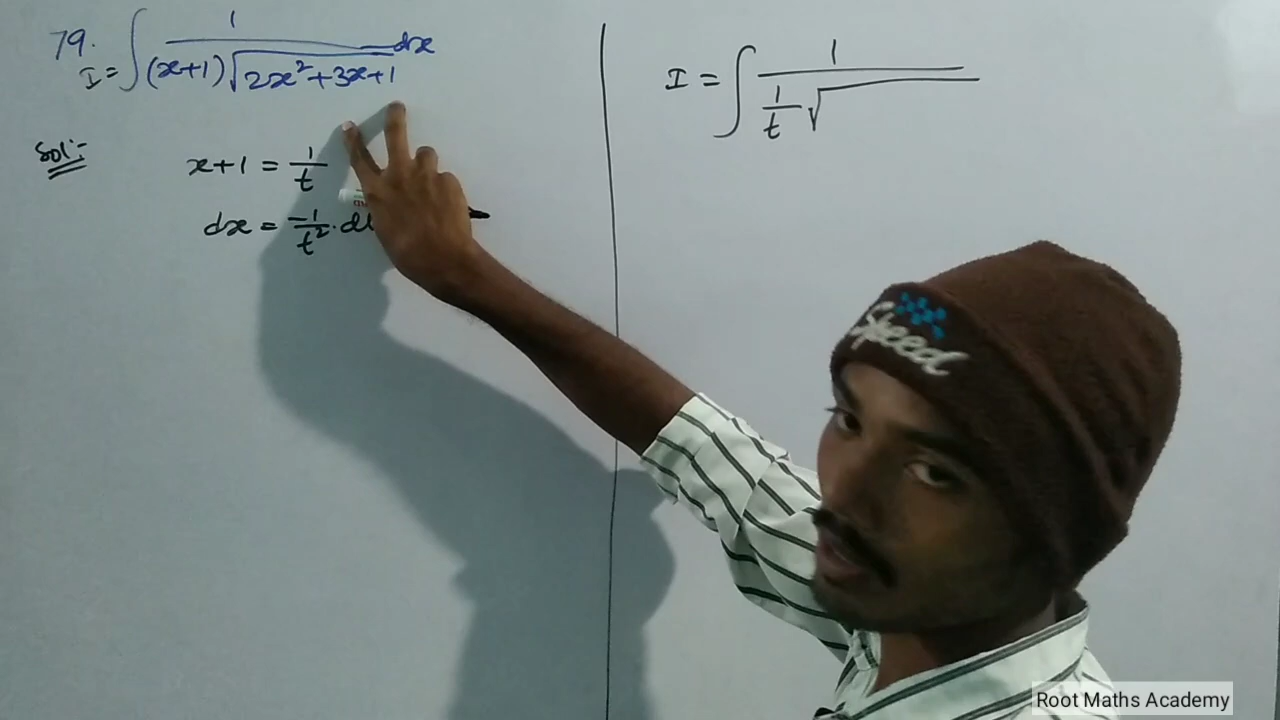 79. I = ∫ 1/((x+1)√(2x²+3x+1)) dx
Sol:-
x+1 = 1/t
dx = -1/t² · d
I = ∫ 1/(1/t √
Speed
Root Maths Academy